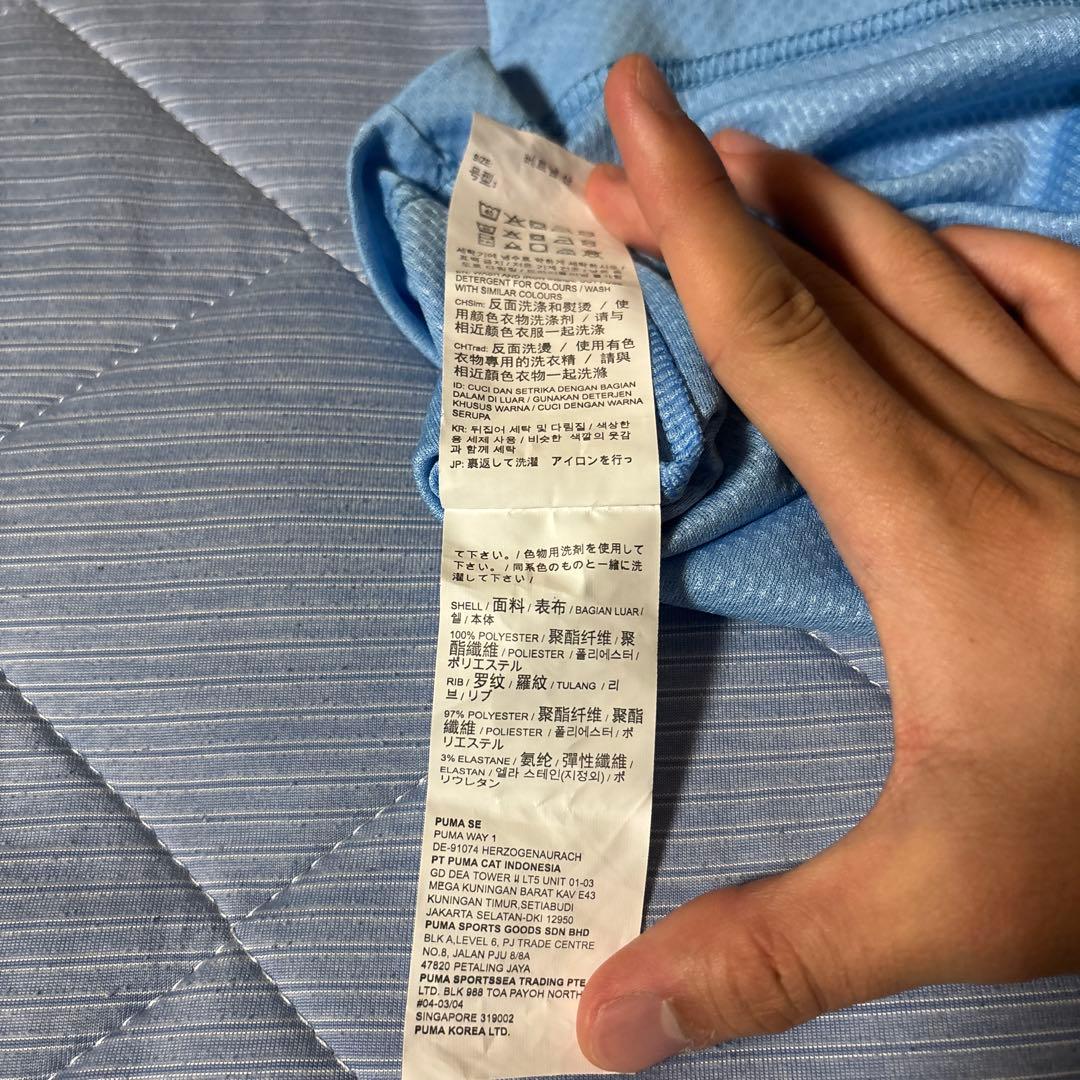 SIZE:
号型:
DETERGENT FOR COLOURS / WASH
WITH SIMILAR COLOURS
CHSim: 反面洗涤和熨烫 / 使
用颜色衣物洗涤剂 / 请与
相近颜色衣服一起洗涤
CHTrad: 反面洗燙 / 使用有色
衣物專用的洗衣精 / 請與
相近顏色衣物一起洗滌
ID: CUCI DAN SETRIKA DENGAN BAGIAN
DALAM DI LUAR / GUNAKAN DETERJEN
KHUSUS WARNA / CUCI DENGAN WARNA
SERUPA
KR: 뒤집어 세탁 및 다림질 / 색상한
용 세제 사용 / 비슷한 색깔의 옷감
과 함께 세탁
JP: 裏返して洗濯 アイロンを行っ
て下さい。/ 色物用洗剤を使用して
下さい。/ 同系色のものと一緒に洗
濯して下さい /
SHELL / 面料 / 表布 / BAGIAN LUAR /
쉘 / 本体
100% POLYESTER / 聚酯纤维 / 聚
酯纖維 / POLIESTER / 폴리에스터 /
ポリエステル
RIB / 罗纹 / 羅紋 / TULANG / 리
브 / リブ
97% POLYESTER / 聚酯纤维 / 聚酯
纖維 / POLIESTER / 폴리에스터 / ポ
リエステル
3% ELASTANE / 氨纶 / 彈性纖維 /
ELASTAN / 엘라 스테인(지정외) / ポ
リウレタン
PUMA SE
PUMA WAY 1
DE-91074 HERZOGENAURACH
PT PUMA CAT INDONESIA
GD DEA TOWER II LT5 UNIT 01-03
MEGA KUNINGAN BARAT KAV E43
KUNINGAN TIMUR,SETIABUDI
JAKARTA SELATAN-DKI 12950
PUMA SPORTS GOODS SDN BHD
BLK A,LEVEL 6, PJ TRADE CENTRE
NO.8, JALAN PJU 8/8A
47820 PETALING JAYA
PUMA SPORTSSEA TRADING PTE
LTD. BLK 988 TOA PAYOH NORTH
#04-03/04
SINGAPORE 319002
PUMA KOREA LTD.